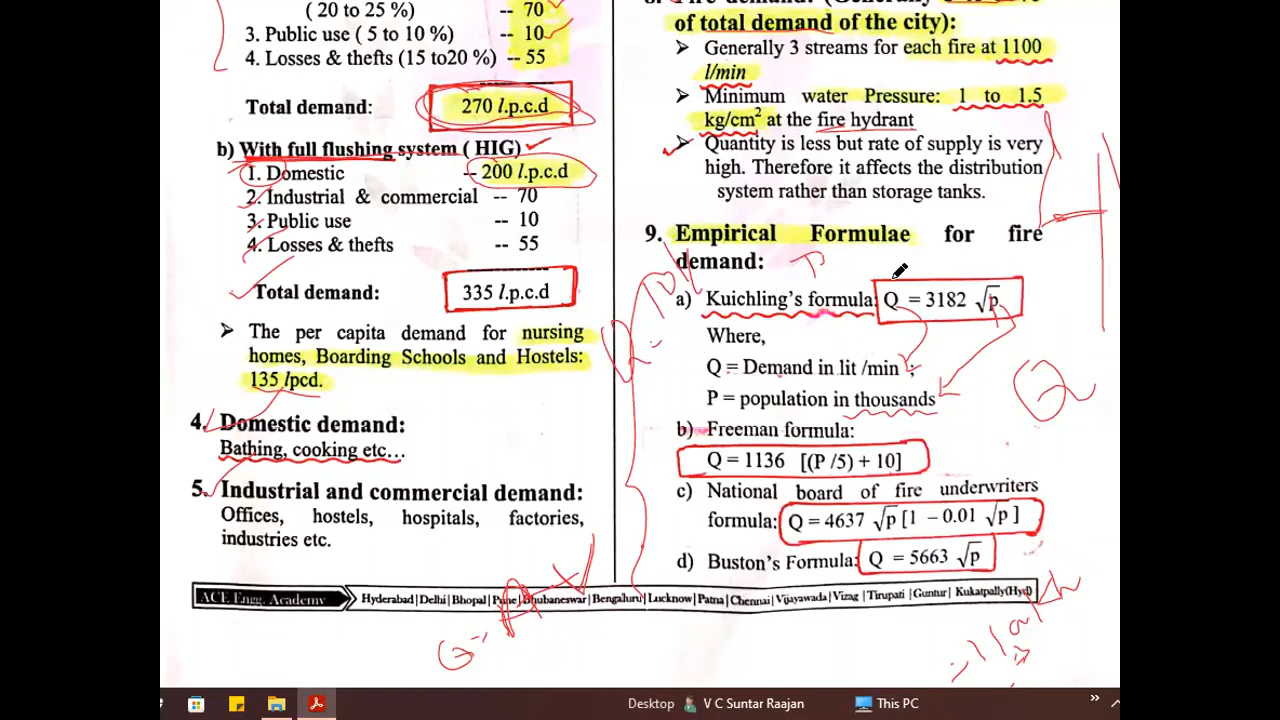 ( 20 to 25 %) -- 70
3. Public use ( 5 to 10 %) -- 10
4. Losses & thefts (15 to20 %) -- 55
Total demand: 270 l.p.c.d
b) With full flushing system ( HIG)
1. Domestic -- 200 l.p.c.d
2. Industrial & commercial -- 70
3. Public use -- 10
4. Losses & thefts -- 55
Total demand: 335 l.p.c.d
➢ The per capita demand for nursing
homes, Boarding Schools and Hostels:
135 lpcd.
4. Domestic demand:
Bathing, cooking etc...
5. Industrial and commercial demand:
Offices, hostels, hospitals, factories,
industries etc.
of total demand of the city):
➢ Generally 3 streams for each fire at 1100
l/min
➢ Minimum water Pressure: 1 to 1.5
kg/cm² at the fire hydrant
➢ Quantity is less but rate of supply is very
high. Therefore it affects the distribution
system rather than storage tanks.
9. Empirical Formulae for fire
demand:
a) Kuichling's formula: Q = 3182 √p
Where,
Q = Demand in lit /min ;
P = population in thousands
b) Freeman formula:
Q = 1136 [(P /5) + 10]
c) National board of fire underwriters
formula: Q = 4637 √p [1 – 0.01 √p ]
d) Buston's Formula: Q = 5663 √p
Q
ACE Engg. Academy Hyderabad|Delhi|Bhopal|Pune|Bhubaneswar|Bengaluru|Lucknow|Patna|Chennai|Vijayawada|Vizag|Tirupati|Guntur|Kukatpally(Hyd)
Desktop V C Suntar Raajan This PC »